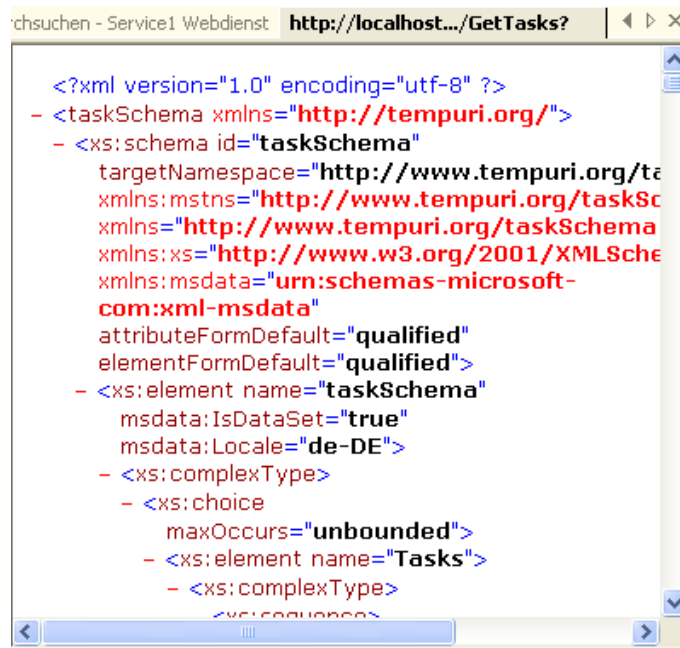 chsuchen - Service1 Webdienst http://localhost.../GetTasks?
<?xml version="1.0" encoding="utf-8" ?>
– <taskSchema xmlns="http://tempuri.org/">
– <xs:schema id="taskSchema"
targetNamespace="http://www.tempuri.org/ta
xmlns:mstns="http://www.tempuri.org/taskSc
xmlns="http://www.tempuri.org/taskSchema
xmlns:xs="http://www.w3.org/2001/XMLSche
xmlns:msdata="urn:schemas-microsoft-
com:xml-msdata"
attributeFormDefault="qualified"
elementFormDefault="qualified">
– <xs:element name="taskSchema"
msdata:IsDataSet="true"
msdata:Locale="de-DE">
– <xs:complexType>
– <xs:choice
maxOccurs="unbounded">
– <xs:element name="Tasks">
– <xs:complexType>
<xs:sequence>